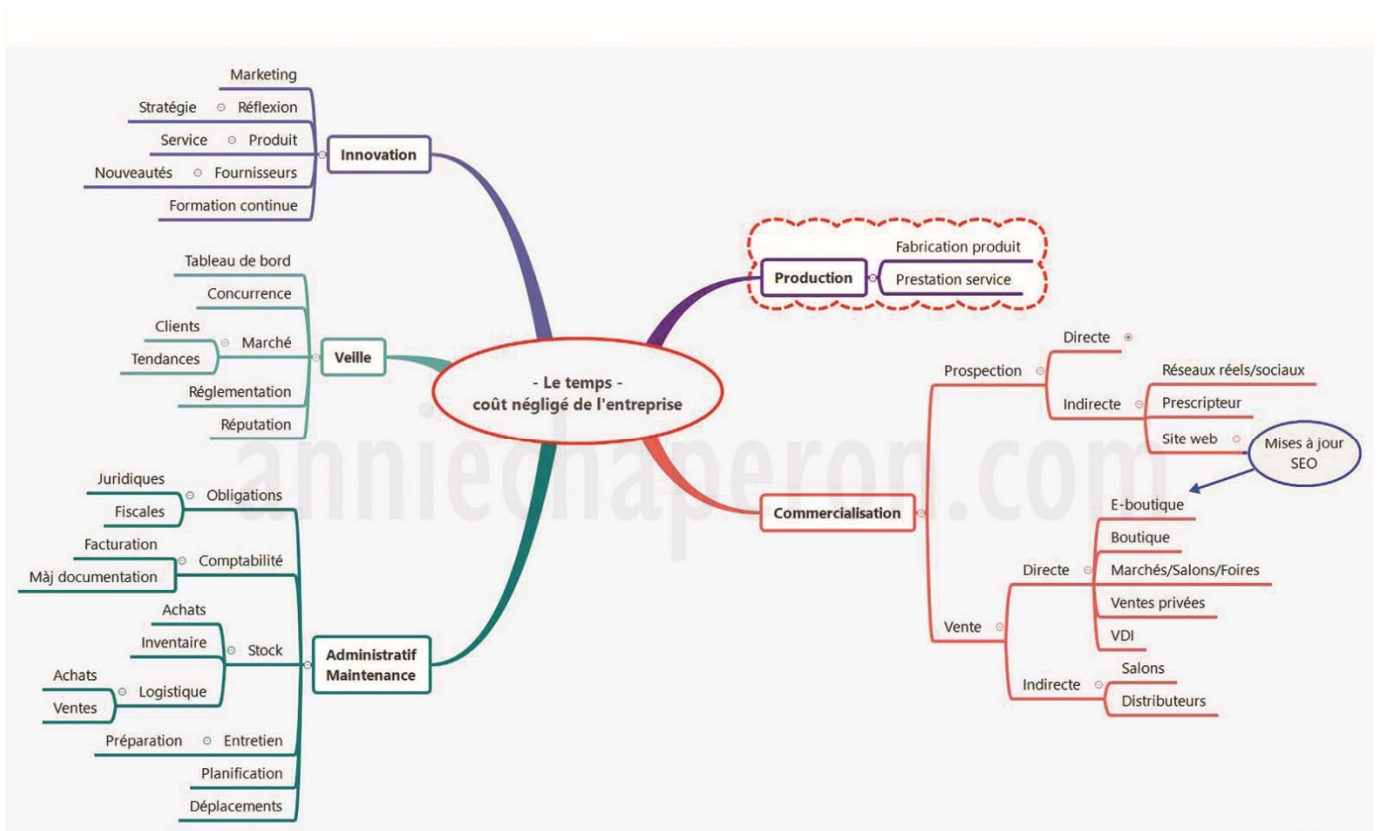 Marketing
Stratégie
Réflexion
Service
Produit
Nouveautés
Fournisseurs
Formation continue
Innovation
Tableau de bord
Concurrence
Clients
Tendances
Marché
Réglementation
Réputation
Veille
Juridiques
Fiscales
Obligations
Facturation
Màj documentation
Comptabilité
Achats
Inventaire
Achats
Ventes
Logistique
Stock
Préparation
Entretien
Planification
Déplacements
Administratif
Maintenance
- Le temps -
coût négligé de l'entreprise
anniechaperon.com
Production
Fabrication produit
Prestation service
Commercialisation
Prospection
Directe
Indirecte
Réseaux réels/sociaux
Prescripteur
Site web
Mises à jour
SEO
Vente
Directe
E-boutique
Boutique
Marchés/Salons/Foires
Ventes privées
VDI
Indirecte
Salons
Distributeurs